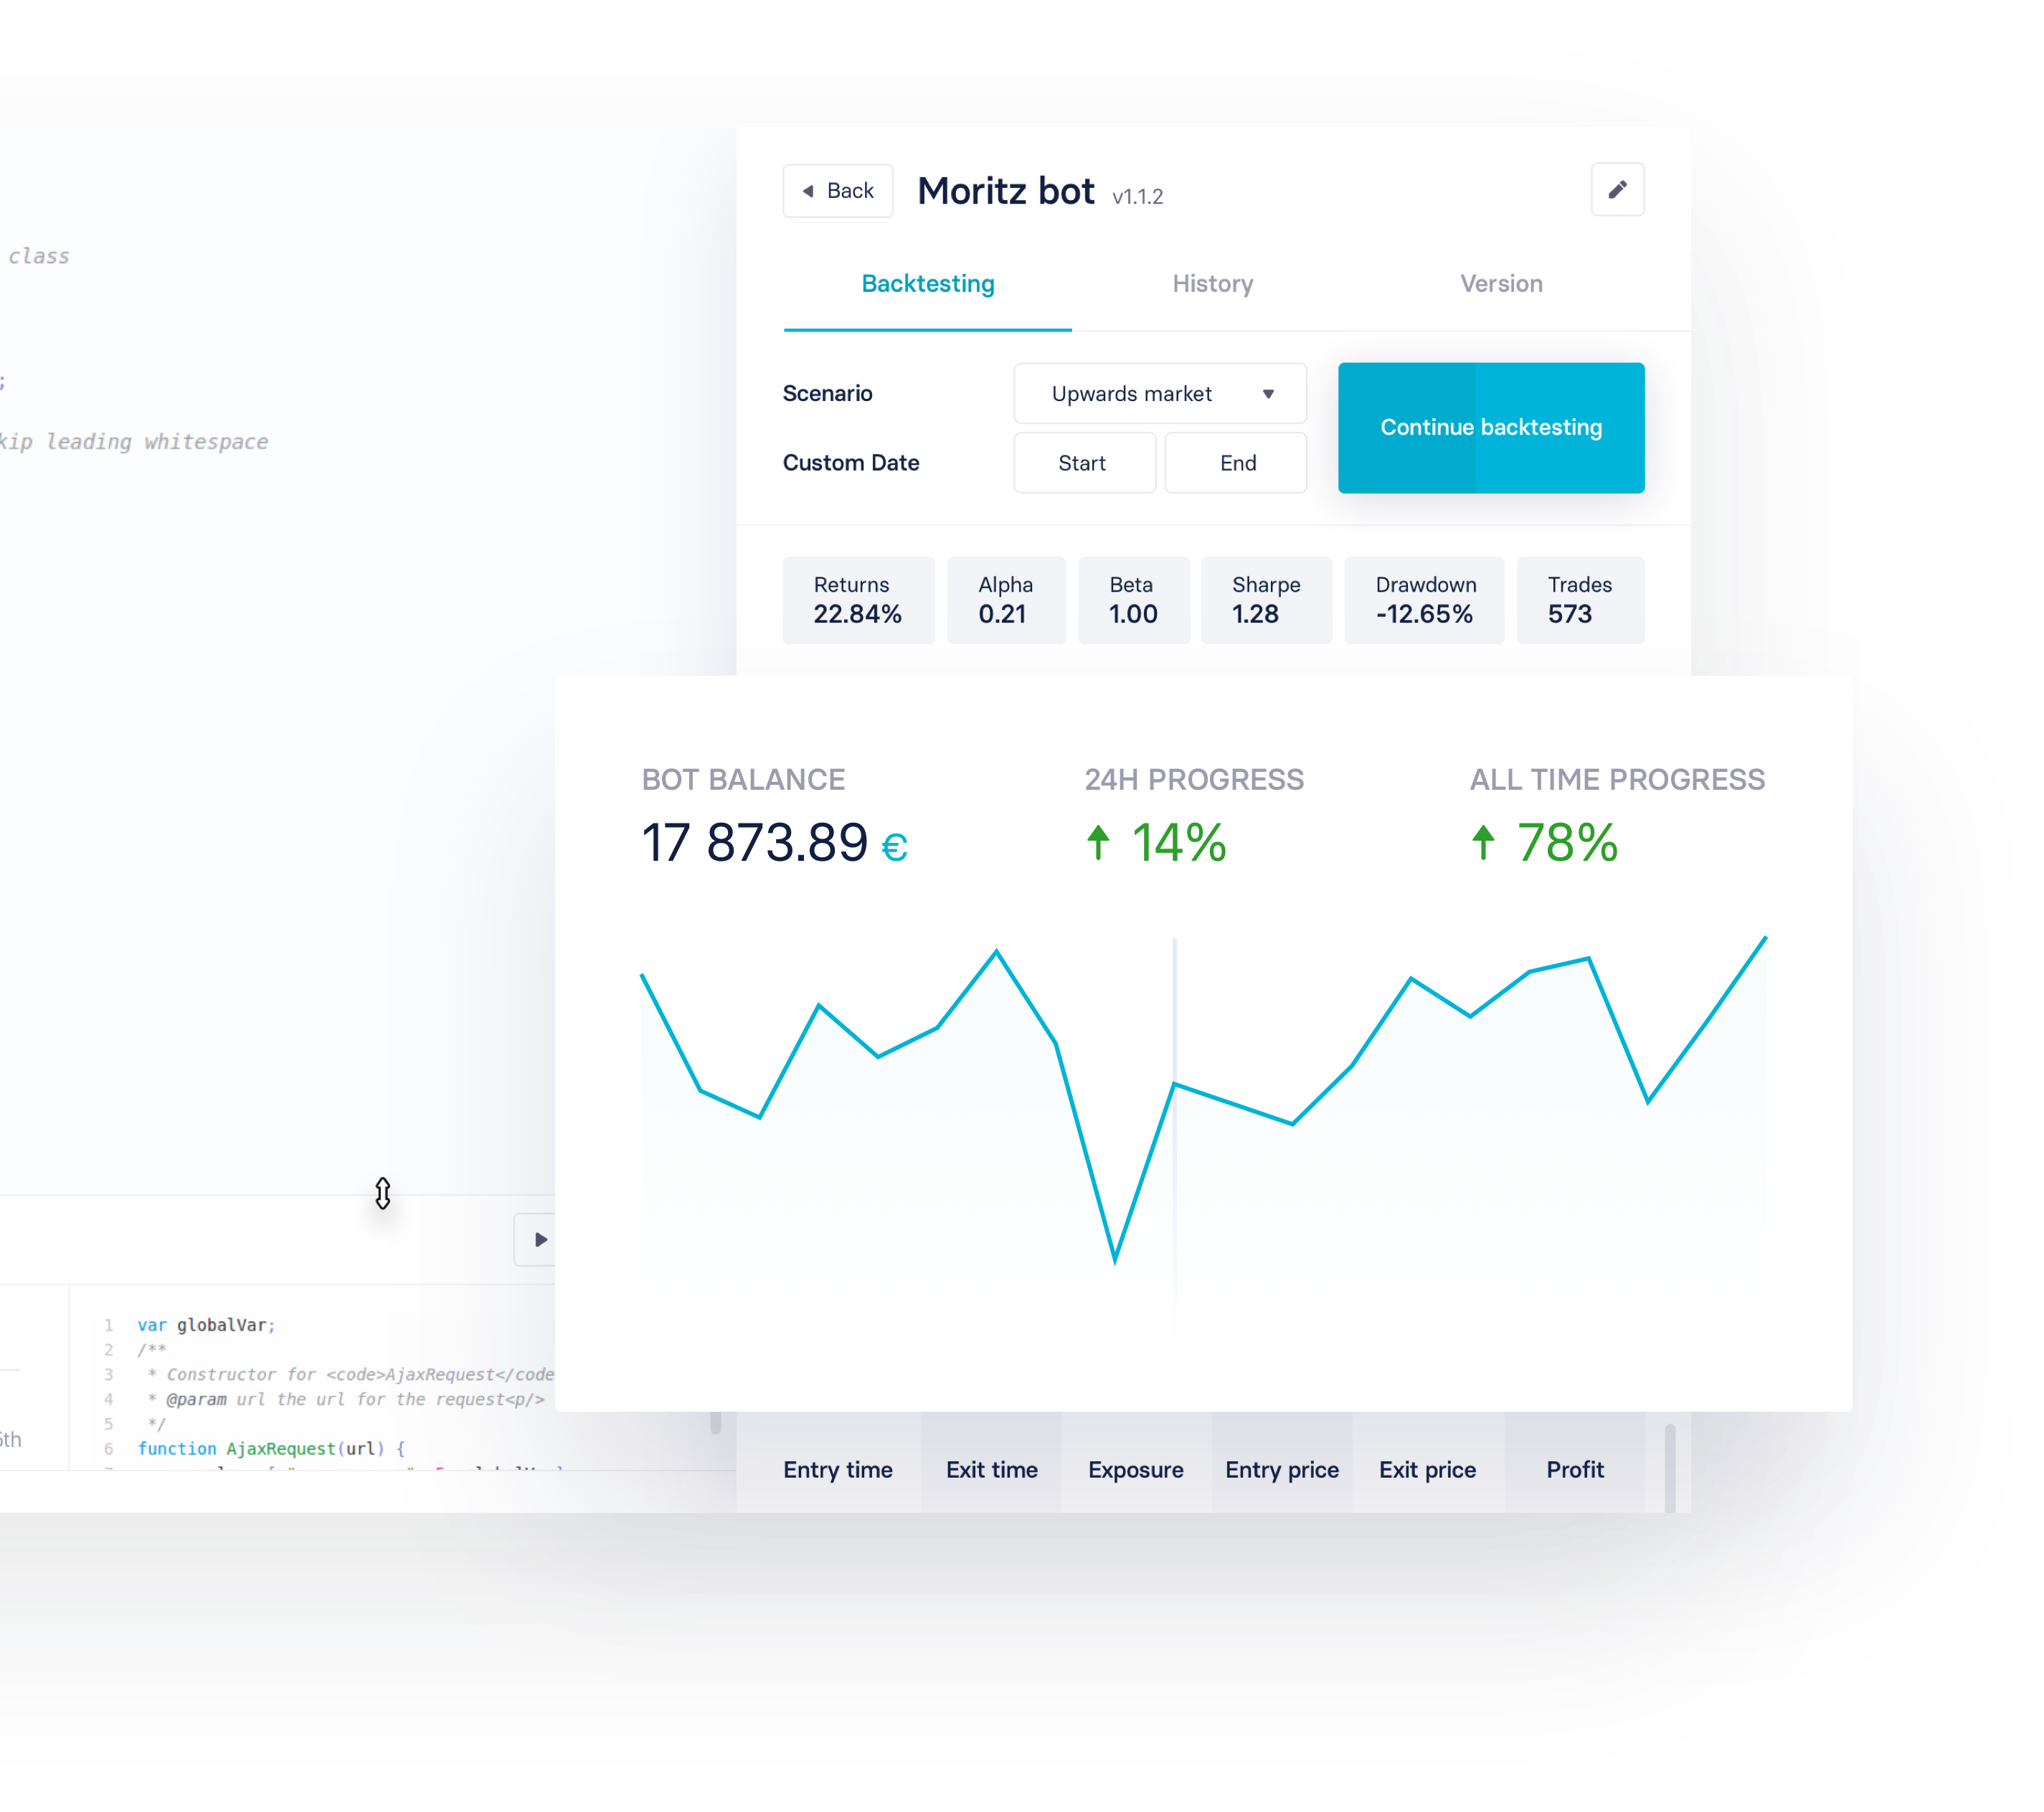 class
;
kip leading whitespace
Back
Moritz bot v1.1.2
Backtesting History Version
Scenario Upwards market
Custom Date Start End
Continue backtesting
Returns Alpha Beta Sharpe Drawdown Trades
22.84% 0.21 1.00 1.28 -12.65% 573
BOT BALANCE 24H PROGRESS ALL TIME PROGRESS
17 873.89 € 14% 78%
1 var globalVar;
2 /**
3 * Constructor for <code>AjaxRequest</code
4 * @param url the url for the request<p/>
5 */
6 function AjaxRequest(url) {
th
Entry time Exit time Exposure Entry price Exit price Profit